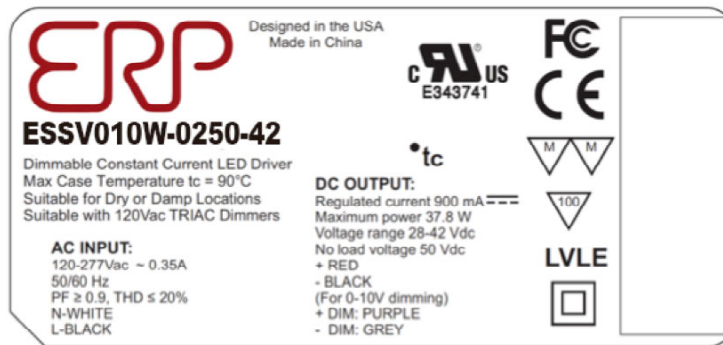 ERP
Designed in the USA
Made in China
C RU® US
E343741
FC
CE
ESSV010W-0250-42
Dimmable Constant Current LED Driver
Max Case Temperature tc = 90°C
Suitable for Dry or Damp Locations
Suitable with 120Vac TRIAC Dimmers
•tc
M M
100
LVLE
AC INPUT:
120-277Vac ~ 0.35A
50/60 Hz
PF ≥ 0.9, THD ≤ 20%
N-WHITE
L-BLACK
DC OUTPUT:
Regulated current 900 mA
Maximum power 37.8 W
Voltage range 28-42 Vdc
No load voltage 50 Vdc
+ RED
- BLACK
(For 0-10V dimming)
+ DIM: PURPLE
- DIM: GREY